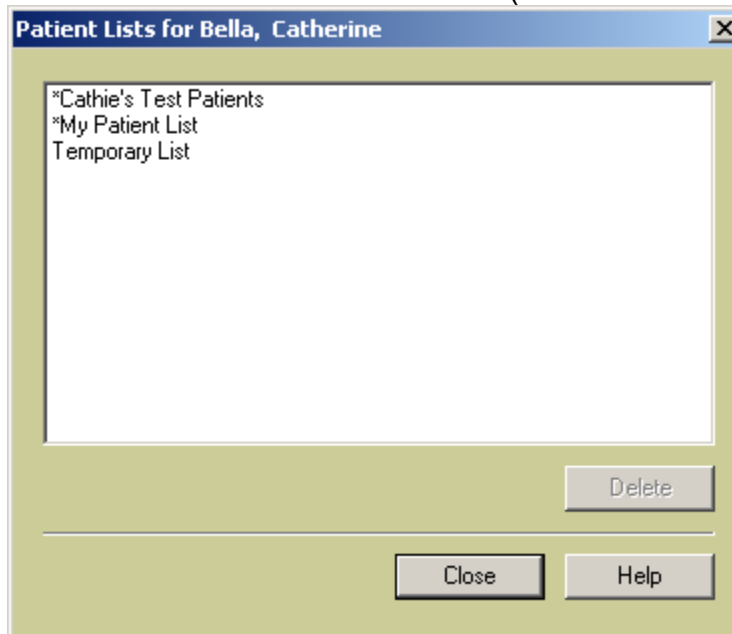 Patient Lists for Bella, Catherine
*Cathie's Test Patients
*My Patient List
Temporary List
Delete
Close Help